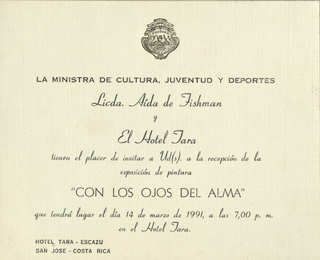 LA MINISTRA DE CULTURA, JUVENTUD Y DEPORTES
Licda. Aída de Fishman
y
El Hotel Tara
tienen el placer de invitar a Ud(s). a la recepción de la
exposición de pintura
"CON LOS OJOS DEL ALMA"
que tendrá lugar el día 14 de marzo de 1991, a las 7,00 p. m.
en el Hotel Tara.
HOTEL TARA - ESCAZU
SAN JOSE - COSTA RICA